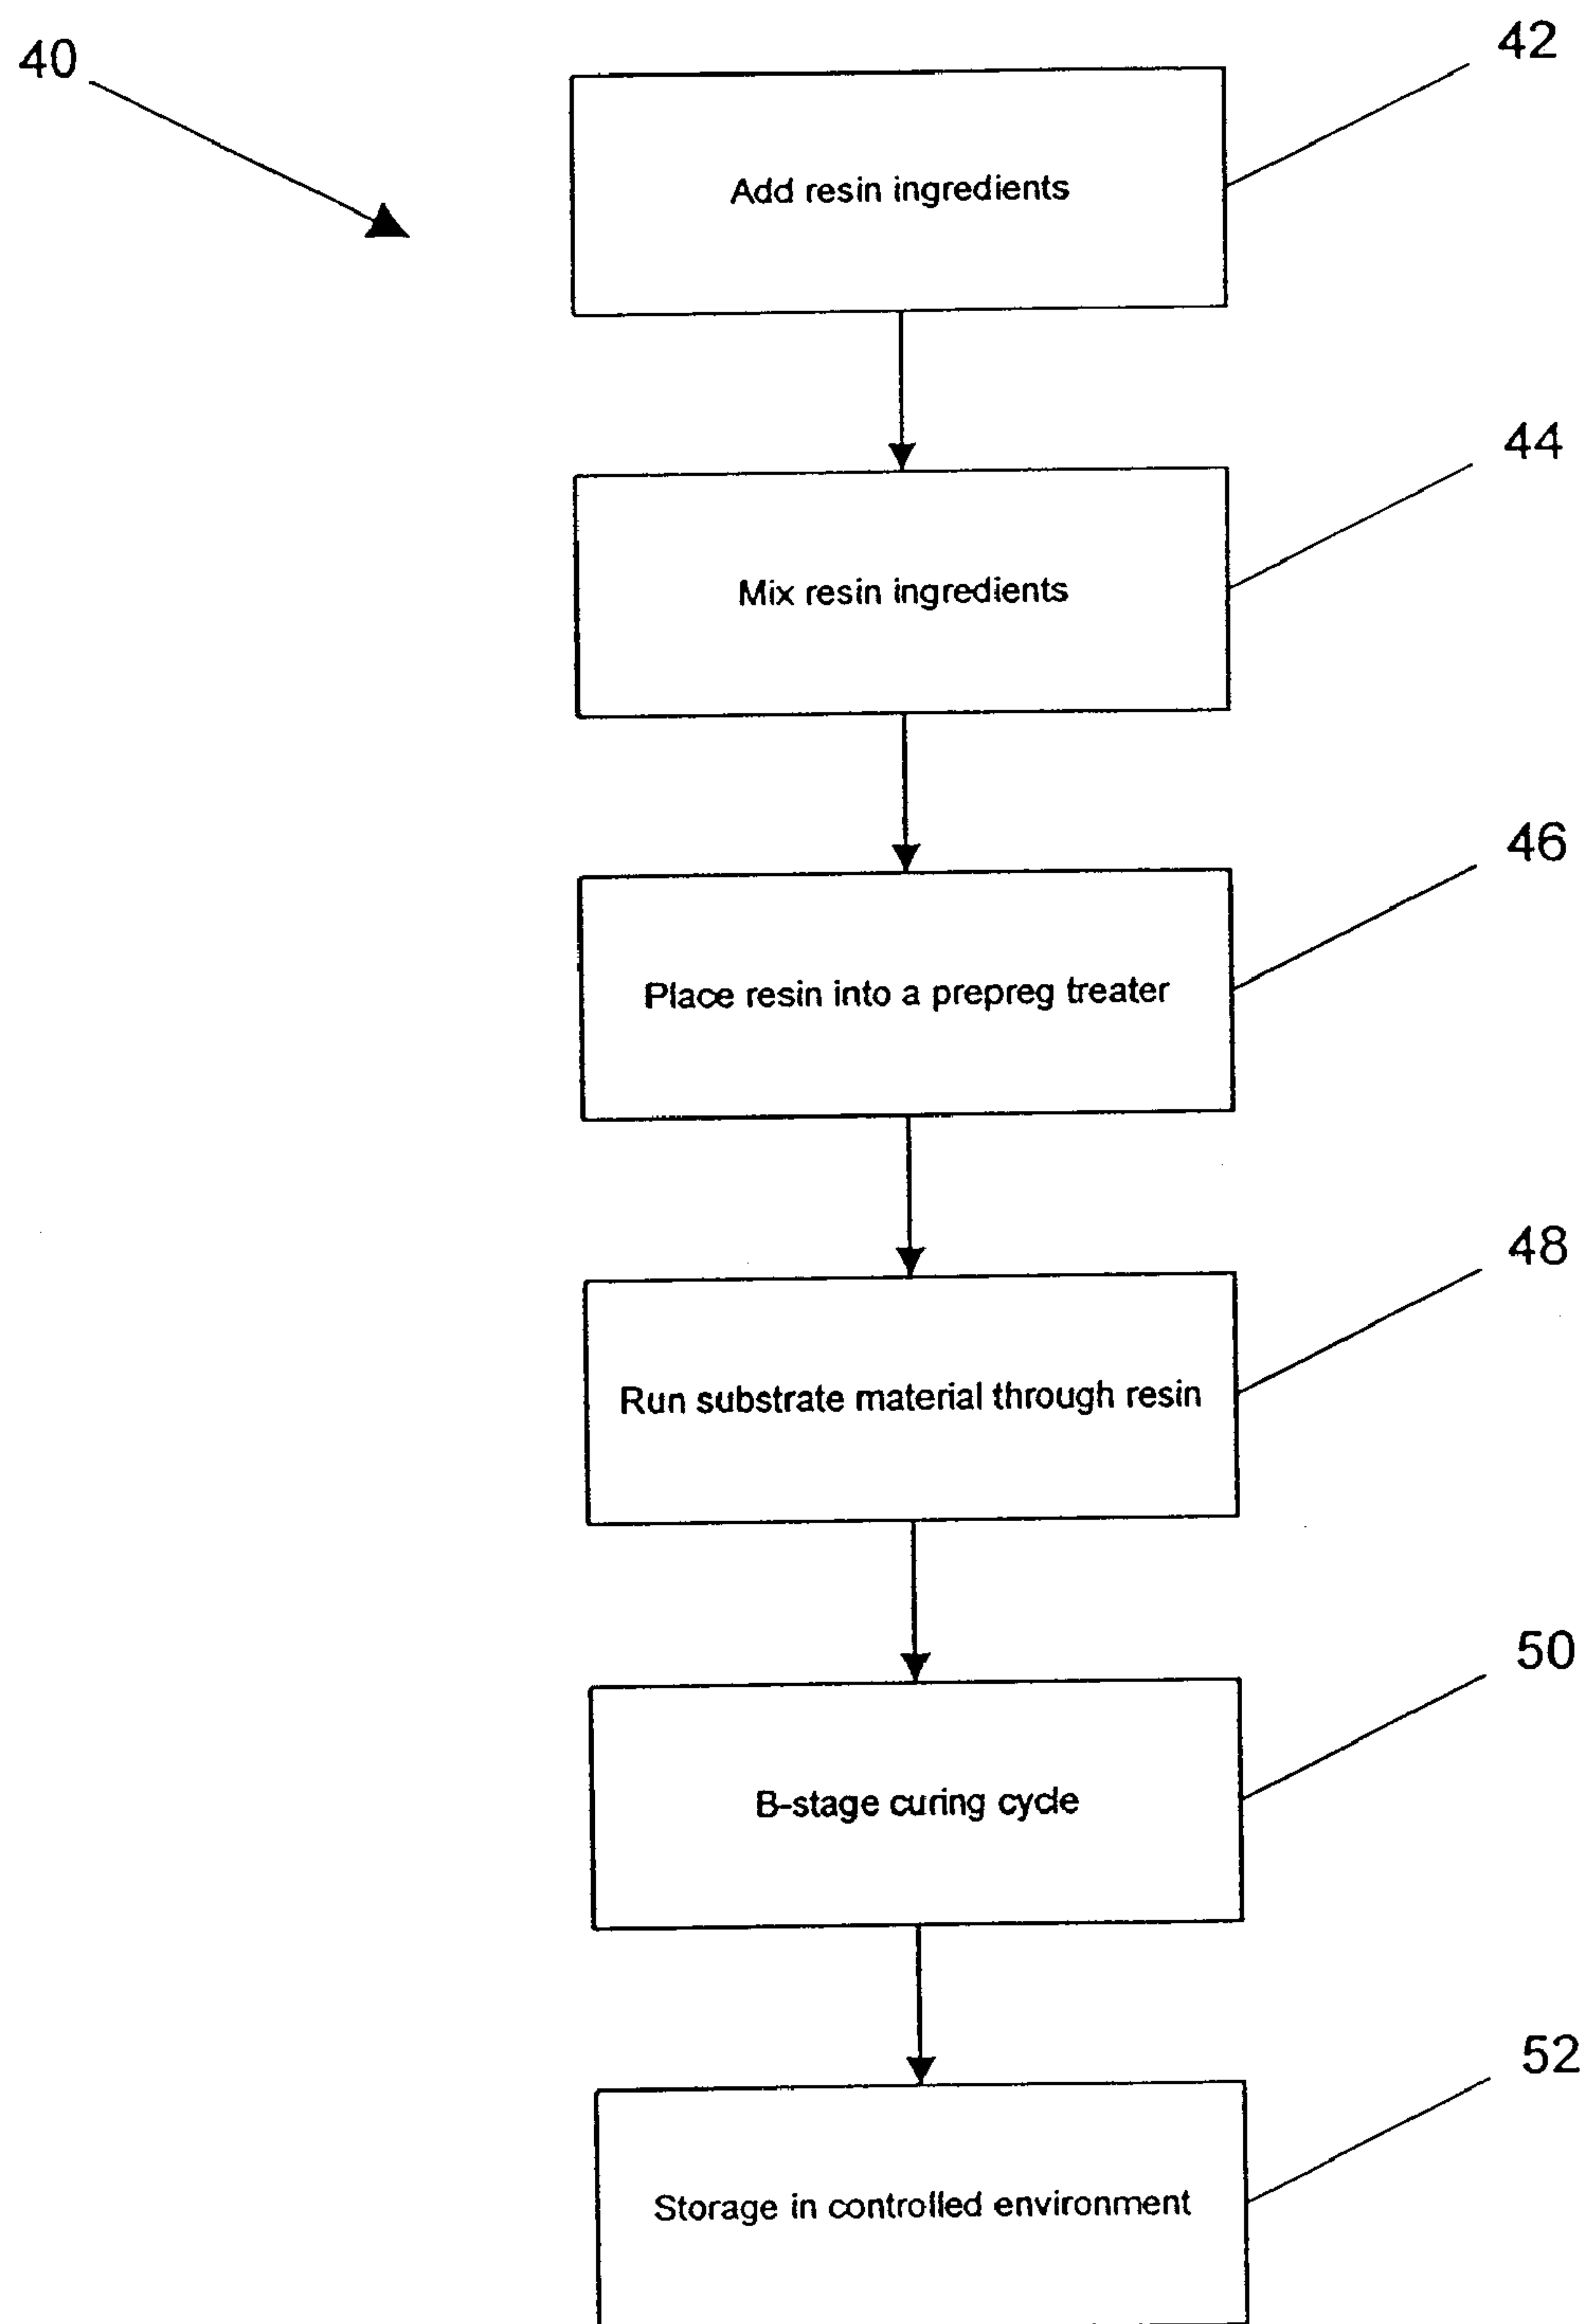 40
42
Add resin ingredients
44
Mix resin ingredients
46
Place resin into a prepreg treater
48
Run substrate material through resin
50
B-stage curing cycle
52
Storage in controlled environment